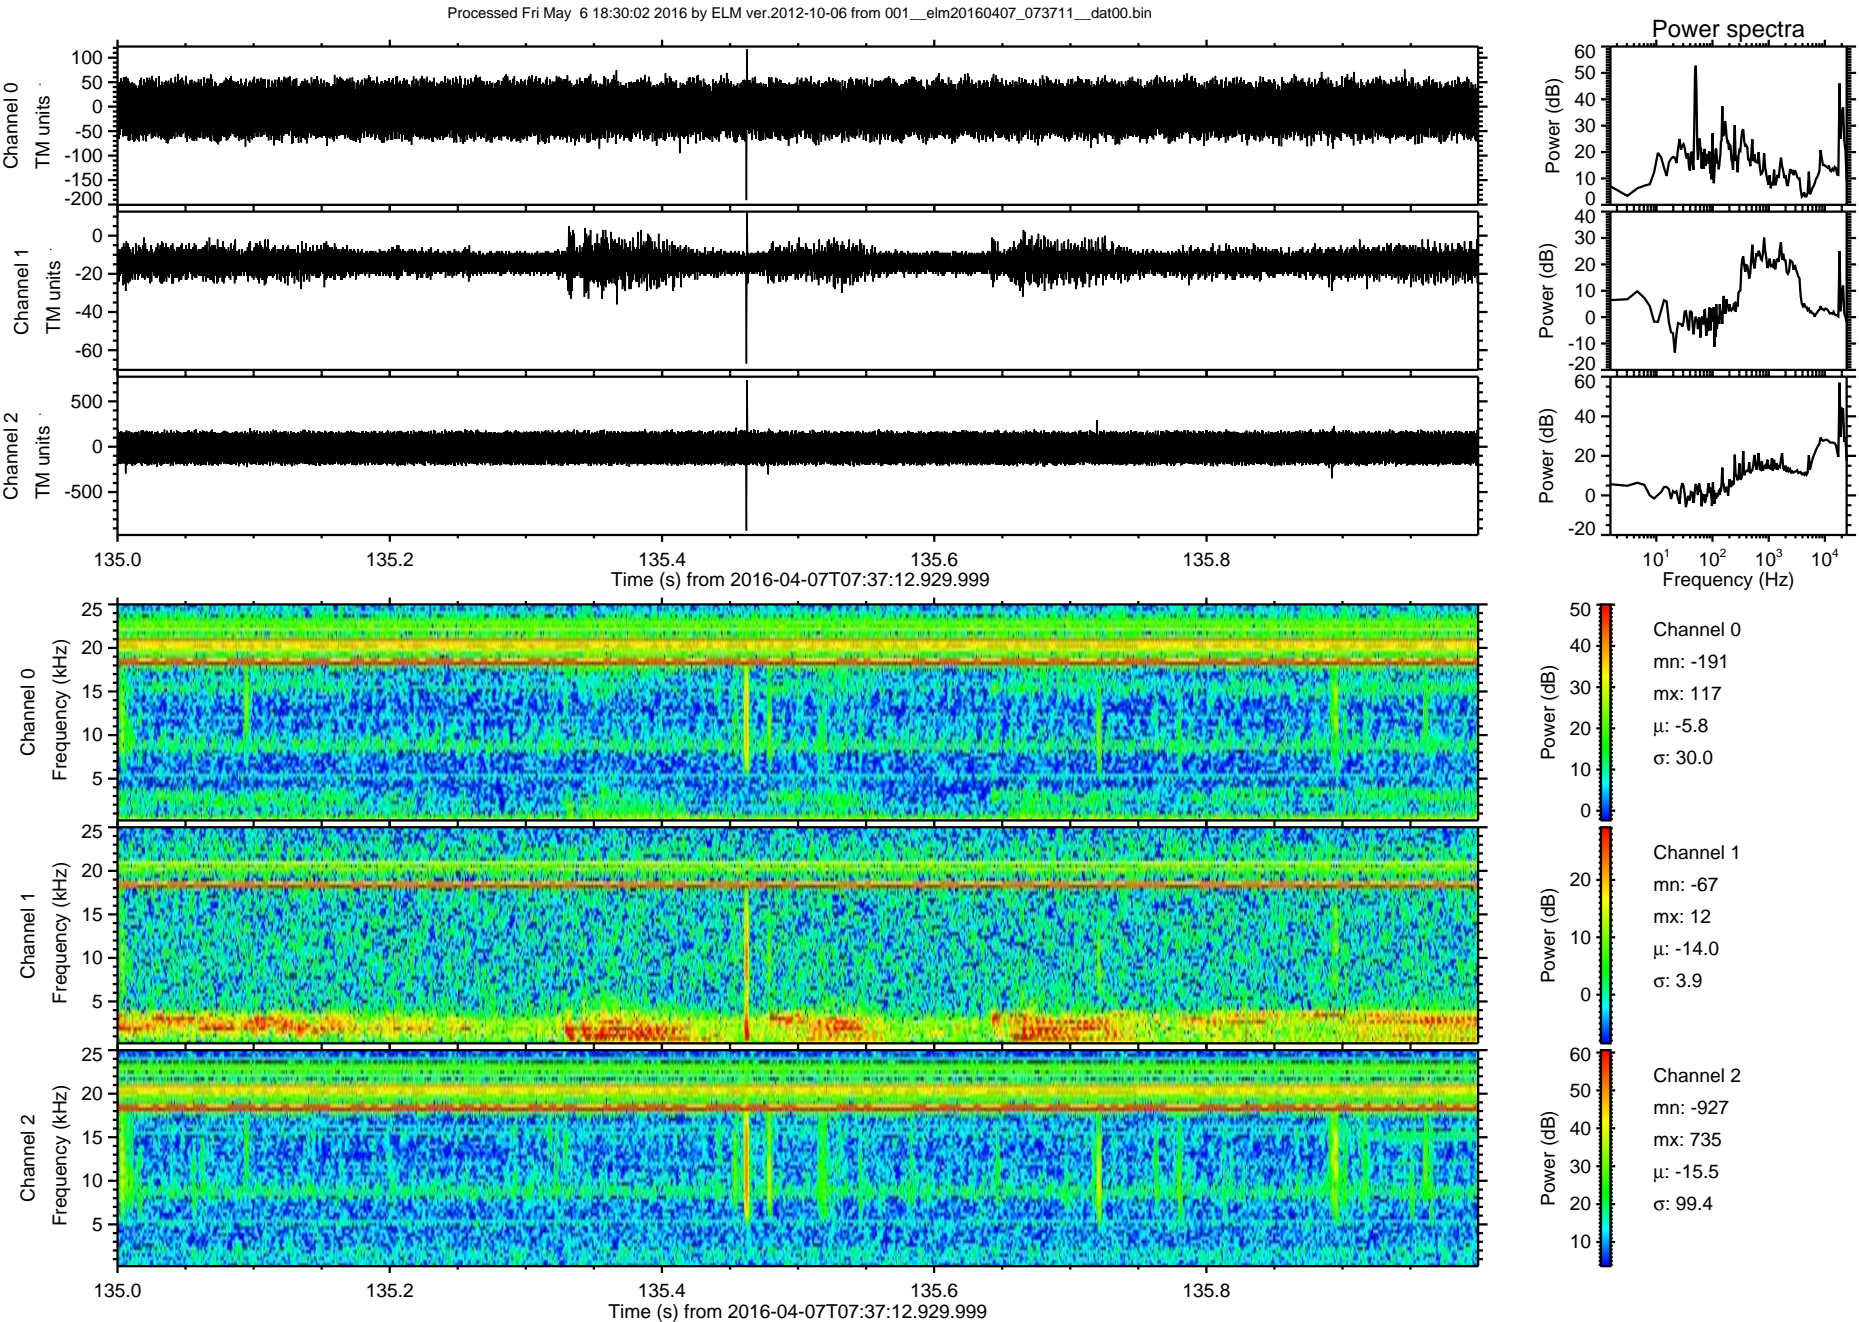 Processed Fri May  6 18:30:02 2016 by ELM ver.2012-10-06 from 001__elm20160407_073711__dat00.bin
Power spectra
Channel 0
TM units
100
50
0
-50
-100
-150
-200
Power (dB)
60
50
40
30
20
10
0
Channel 1
TM units
0
-20
-40
-60
Power (dB)
40
30
20
10
0
-10
-20
Channel 2
TM units
500
0
-500
Power (dB)
60
40
20
0
-20
135.0 135.2 135.4 135.6 135.8
Time (s) from 2016-04-07T07:37:12.929.999
10¹ 10² 10³ 10⁴
Frequency (Hz)
Channel 0
Frequency (kHz)
25
20
15
10
5
Power (dB)
50
40
30
20
10
0
Channel 0
mn: -191
mx: 117
μ: -5.8
σ: 30.0
Channel 1
Frequency (kHz)
25
20
15
10
5
Power (dB)
20
10
0
Channel 1
mn: -67
mx: 12
μ: -14.0
σ: 3.9
Channel 2
Frequency (kHz)
25
20
15
10
5
Power (dB)
60
50
40
30
20
10
Channel 2
mn: -927
mx: 735
μ: -15.5
σ: 99.4
135.0 135.2 135.4 135.6 135.8
Time (s) from 2016-04-07T07:37:12.929.999